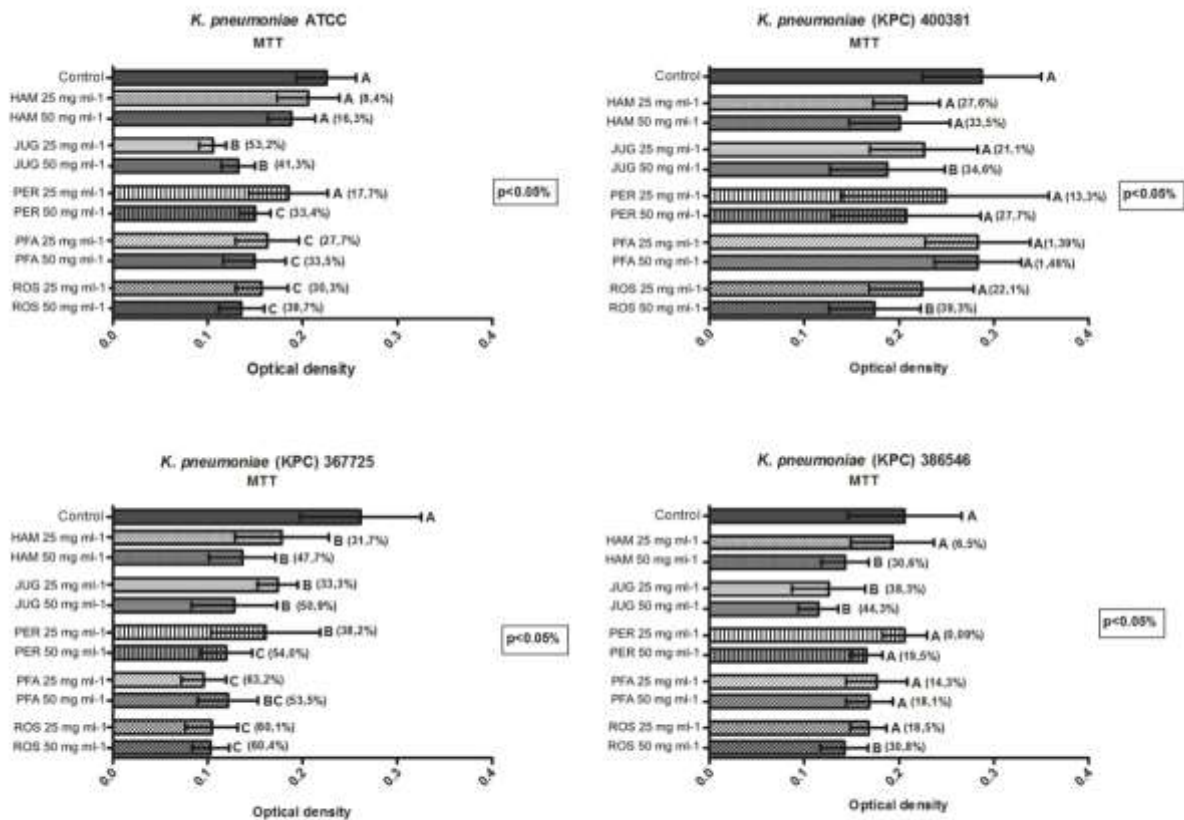 K. pneumoniae ATCC
MTT
Control
A
HAM 25 mg ml-1
A (8,4%)
HAM 50 mg ml-1
A (16,3%)
JUG 25 mg ml-1
B (53,2%)
JUG 50 mg ml-1
B (41,3%)
PER 25 mg ml-1
A (17,7%)
PER 50 mg ml-1
C (33,4%)
PFA 25 mg ml-1
C (27,7%)
PFA 50 mg ml-1
C (33,5%)
ROS 25 mg ml-1
C (30,3%)
ROS 50 mg ml-1
C (39,7%)
p<0.05%
0.0 0.1 0.2 0.3 0.4
Optical density
K. pneumoniae (KPC) 400381
MTT
Control
A
HAM 25 mg ml-1
A (27,6%)
HAM 50 mg ml-1
A (33,5%)
JUG 25 mg ml-1
A (21,1%)
JUG 50 mg ml-1
B (34,6%)
PER 25 mg ml-1
A (13,3%)
PER 50 mg ml-1
A (27,7%)
PFA 25 mg ml-1
A (1,39%)
PFA 50 mg ml-1
A (1,48%)
ROS 25 mg ml-1
A (22,1%)
ROS 50 mg ml-1
B (39,3%)
p<0.05%
0.0 0.1 0.2 0.3 0.4
Optical density
K. pneumoniae (KPC) 367725
MTT
Control
A
HAM 25 mg ml-1
B (31,7%)
HAM 50 mg ml-1
B (47,7%)
JUG 25 mg ml-1
B (33,3%)
JUG 50 mg ml-1
B (50,9%)
PER 25 mg ml-1
B (38,2%)
PER 50 mg ml-1
C (54,0%)
PFA 25 mg ml-1
C (63,2%)
PFA 50 mg ml-1
BC (53,5%)
ROS 25 mg ml-1
C (60,1%)
ROS 50 mg ml-1
C (60,4%)
p<0.05%
0.0 0.1 0.2 0.3 0.4
Optical density
K. pneumoniae (KPC) 386546
MTT
Control
A
HAM 25 mg ml-1
A (6,5%)
HAM 50 mg ml-1
B (30,6%)
JUG 25 mg ml-1
B (38,3%)
JUG 50 mg ml-1
B (44,3%)
PER 25 mg ml-1
A (0,09%)
PER 50 mg ml-1
A (19,5%)
PFA 25 mg ml-1
A (14,3%)
PFA 50 mg ml-1
A (18,1%)
ROS 25 mg ml-1
A (18,5%)
ROS 50 mg ml-1
B (30,8%)
p<0.05%
0.0 0.1 0.2 0.3 0.4
Optical density